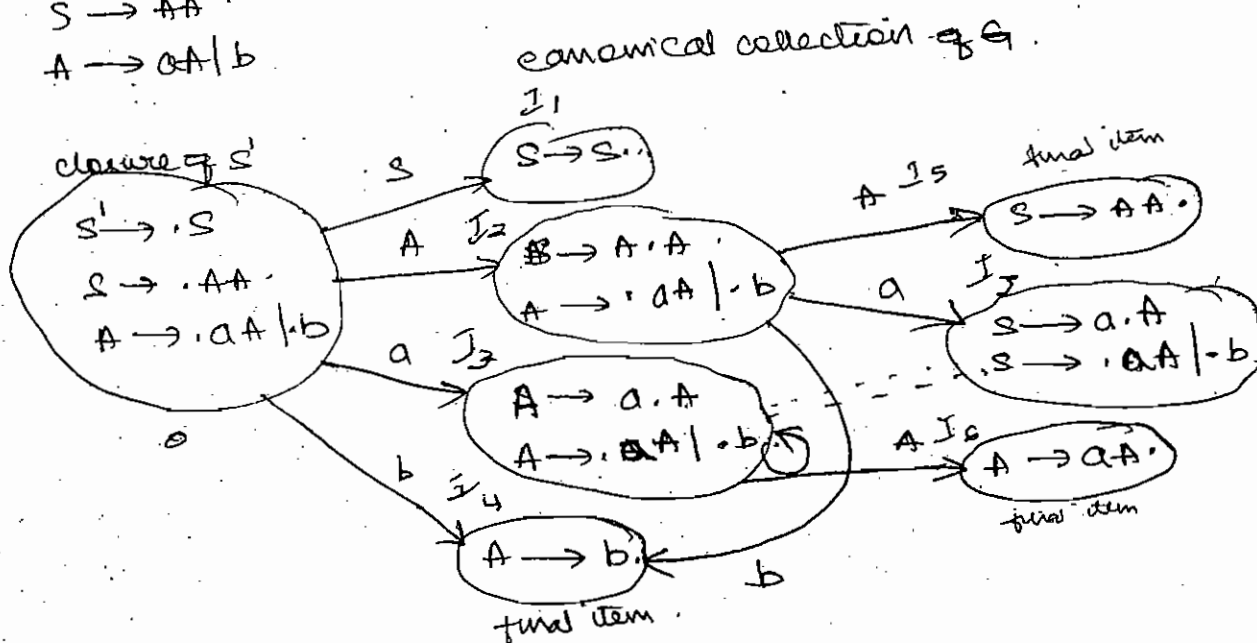 S → AA
A → aA | b
canonical collection of G.
closure of S'
S' → .S
S → .AA.
A → .aA | .b
0
S
I1
S → S..
A
I2
S → A.A
A → .aA | .b
a
I3
A → a.A
A → .aA | .b
b
I4
A → b.
final item.
A I5
final item
S → AA.
a
S → a.A
S → .aA | .b
A I6
A → aA.
final item
b